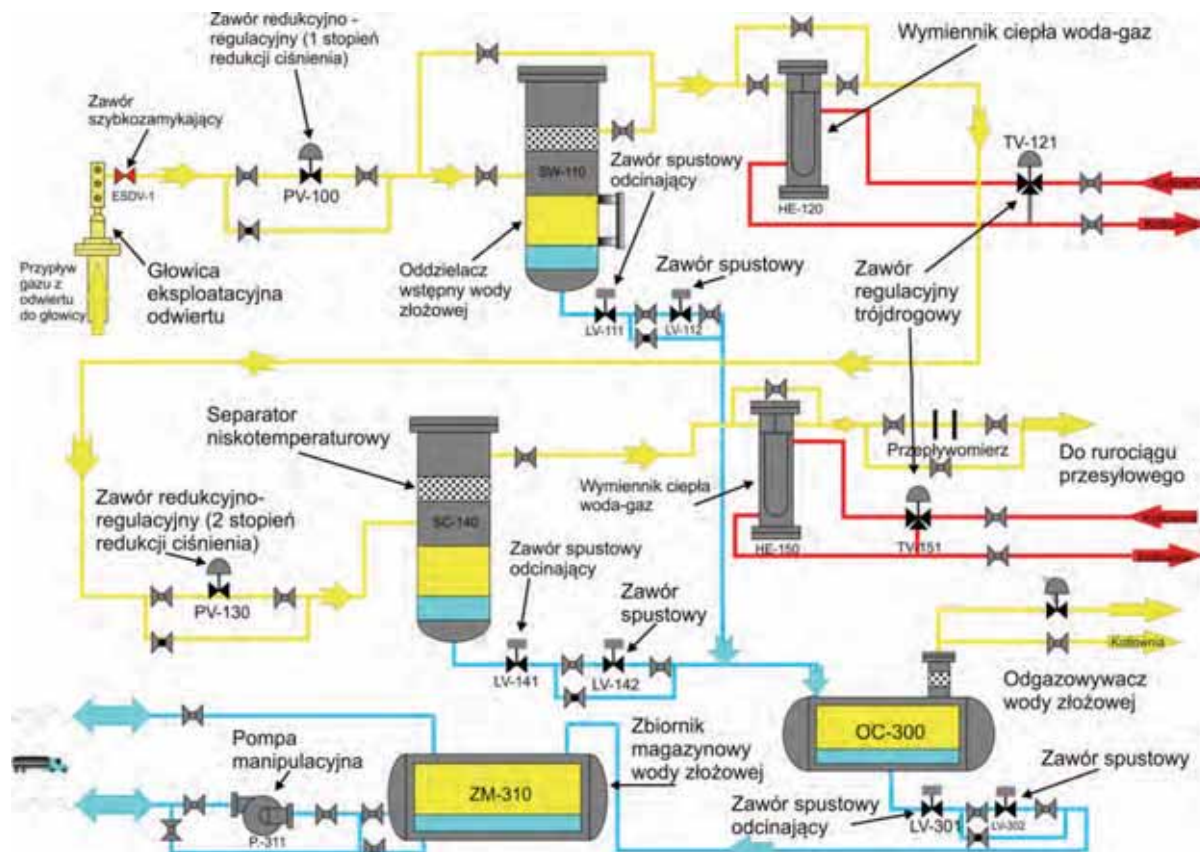 Zawór redukcyjno -
regulacyjny (1 stopień
redukcji ciśnienia)
Wymiennik ciepła woda-gaz
Zawór
szybkozamykający
ESDV-1
PV-100
SW-110
Zawór spustowy
odcinający
HE-120
TV-121
Kotłownia
Przypływ
gazu z
odwiertu
do głowicy
Głowica
eksploatacyjna
odwiertu
Oddzielacz
wstępny wody
złożowej
Zawór spustowy
LV-111
LV-112
Zawór
regulacyjny
trójdrogowy
Separator
niskotemperaturowy
Przepływomierz
Do rurociągu
przesyłowego
Wymiennik ciepła
woda-gaz
Zawór redukcyjno-
regulacyjny (2 stopień
redukcji ciśnienia)
SC-140
HE-150
TV-151
PV-130
Zawór spustowy
odcinający
Zawór
spustowy
LV-141
LV-142
Kotłownia
Odgazowywacz
wody złożowej
OC-300
Pompa
manipulacyjna
Zbiornik
magazynowy
wody złożowej
ZM-310
P.-311
Zawór spustowy
Zawór spustowy
odcinający
LV-301
LV-302